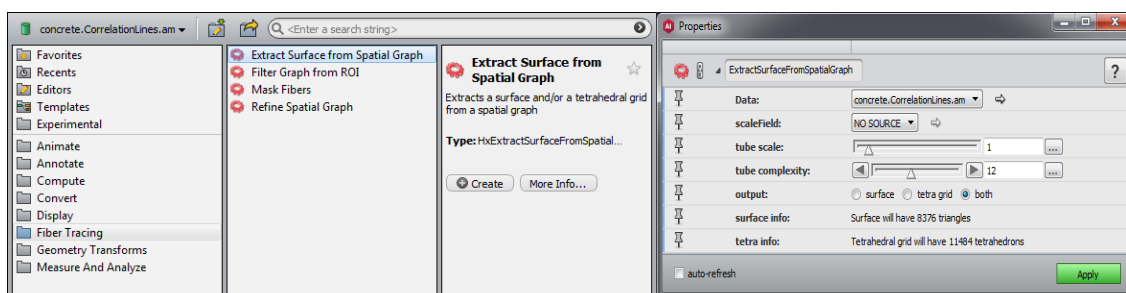 concrete.CorrelationLines.am
<Enter a search string>
Favorites
Recents
Editors
Templates
Experimental
Animate
Annotate
Compute
Convert
Display
Fiber Tracing
Geometry Transforms
Measure And Analyze
Extract Surface from Spatial Graph
Filter Graph from ROI
Mask Fibers
Refine Spatial Graph
Extract Surface from
Spatial Graph
Extracts a surface and/or a tetrahedral grid
from a spatial graph
Type: HxExtractSurfaceFromSpatial...
Create More Info...
Properties
ExtractSurfaceFromSpatialGraph ?
Data: concrete.CorrelationLines.am
scaleField: NO SOURCE
tube scale: 1 ...
tube complexity: 12 ...
output: surface tetra grid both
surface info: Surface will have 8376 triangles
tetra info: Tetrahedral grid will have 11484 tetrahedrons
auto-refresh Apply